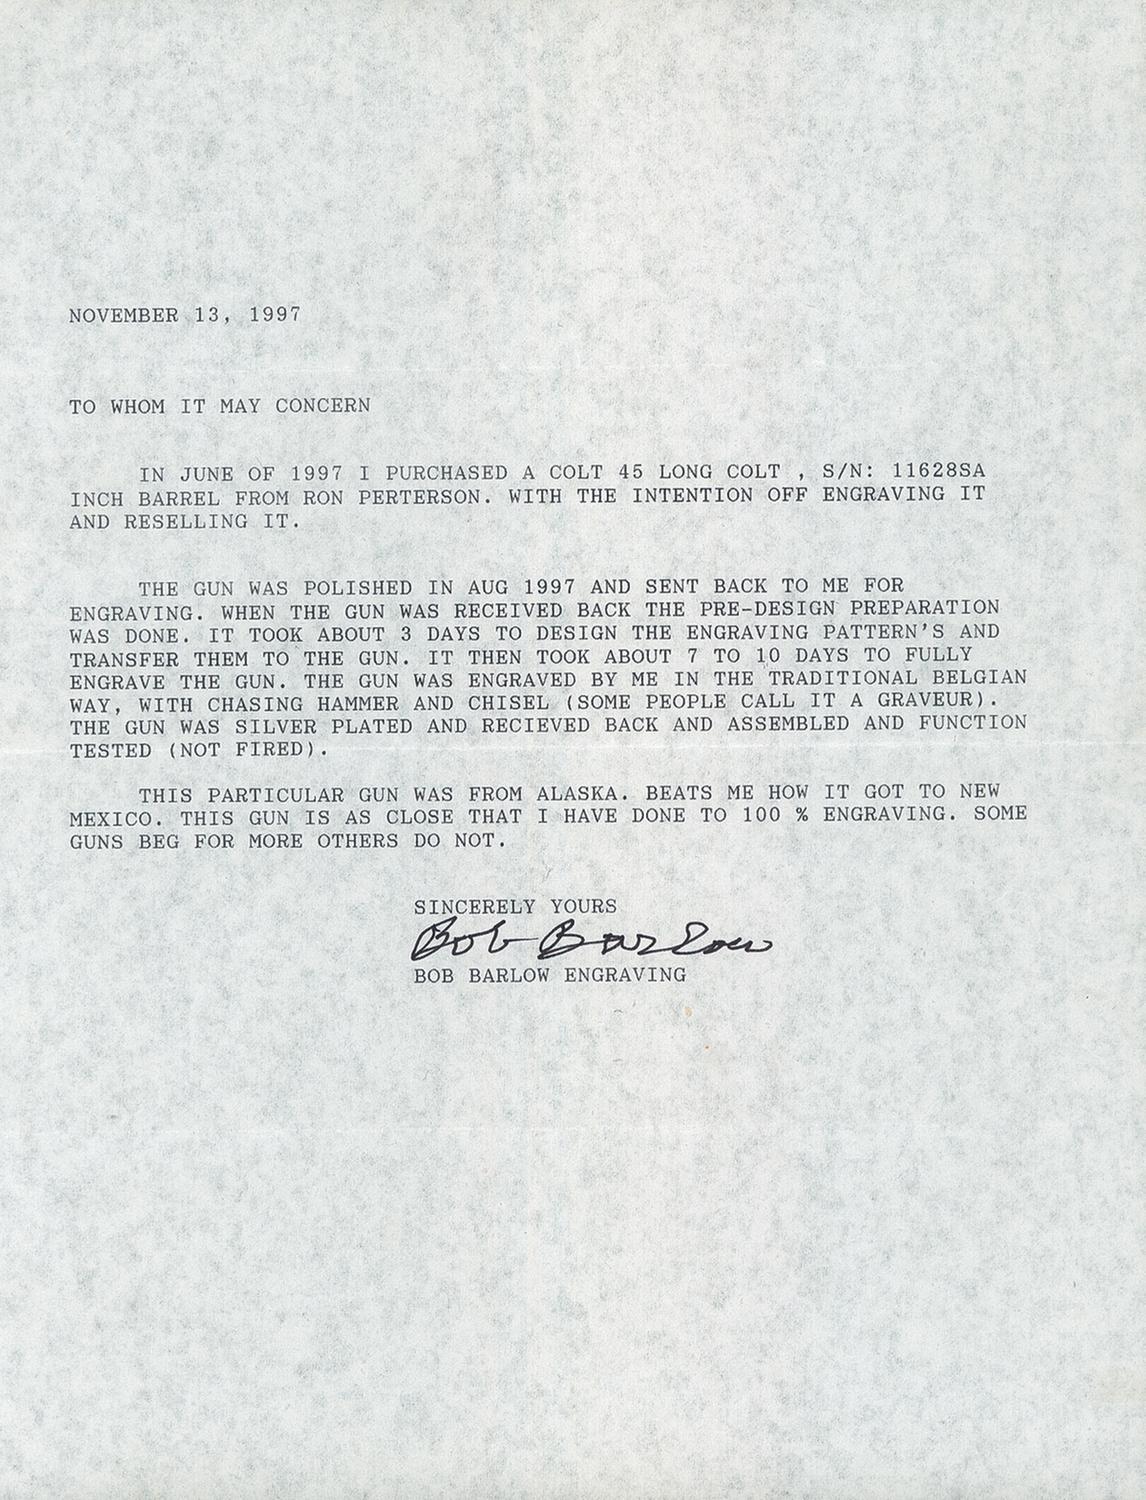 NOVEMBER 13, 1997
TO WHOM IT MAY CONCERN
IN JUNE OF 1997 I PURCHASED A COLT 45 LONG COLT , S/N: 11628SA
INCH BARREL FROM RON PERTERSON. WITH THE INTENTION OFF ENGRAVING IT
AND RESELLING IT.
THE GUN WAS POLISHED IN AUG 1997 AND SENT BACK TO ME FOR
ENGRAVING. WHEN THE GUN WAS RECEIVED BACK THE PRE-DESIGN PREPARATION
WAS DONE. IT TOOK ABOUT 3 DAYS TO DESIGN THE ENGRAVING PATTERN'S AND
TRANSFER THEM TO THE GUN. IT THEN TOOK ABOUT 7 TO 10 DAYS TO FULLY
ENGRAVE THE GUN. THE GUN WAS ENGRAVED BY ME IN THE TRADITIONAL BELGIAN
WAY, WITH CHASING HAMMER AND CHISEL (SOME PEOPLE CALL IT A GRAVEUR).
THE GUN WAS SILVER PLATED AND RECIEVED BACK AND ASSEMBLED AND FUNCTION
TESTED (NOT FIRED).
THIS PARTICULAR GUN WAS FROM ALASKA. BEATS ME HOW IT GOT TO NEW
MEXICO. THIS GUN IS AS CLOSE THAT I HAVE DONE TO 100 % ENGRAVING. SOME
GUNS BEG FOR MORE OTHERS DO NOT.
SINCERELY YOURS
Bob Barlow
BOB BARLOW ENGRAVING